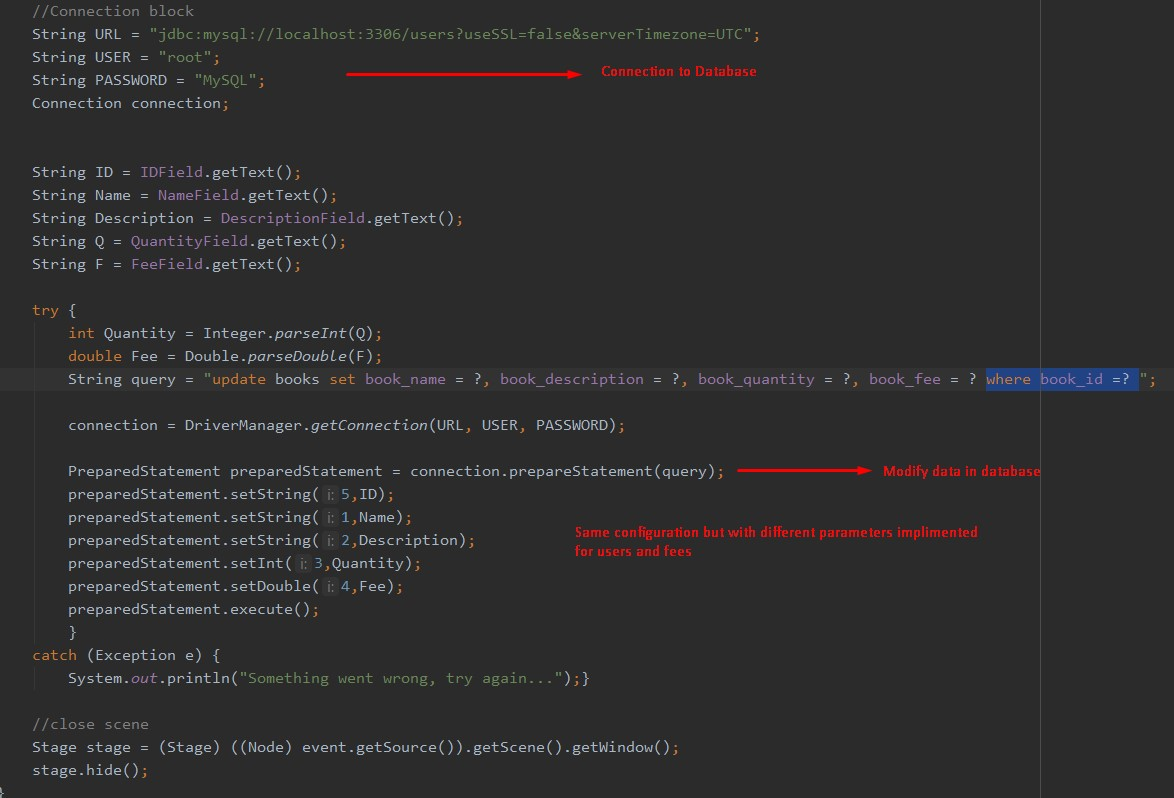 //Connection block
String URL = "jdbc:mysql://localhost:3306/users?useSSL=false&serverTimezone=UTC";
String USER = "root";
String PASSWORD = "MySQL";
Connection to Database
Connection connection;
String ID = IDField.getText();
String Name = NameField.getText();
String Description = DescriptionField.getText();
String Q = QuantityField.getText();
String F = FeeField.getText();
try {
int Quantity = Integer.parseInt(Q);
double Fee = Double.parseDouble(F);
String query = "update books set book_name = ?, book_description = ?, book_quantity = ?, book_fee = ? where book_id =? ";
connection = DriverManager.getConnection(URL, USER, PASSWORD);
PreparedStatement preparedStatement = connection.prepareStatement(query);
Modify data in database
preparedStatement.setString( i: 5,ID);
preparedStatement.setString( i: 1,Name);
preparedStatement.setString( i: 2,Description);
Same configuration but with different parameters implimented
for users and fees
preparedStatement.setInt( i: 3,Quantity);
preparedStatement.setDouble( i: 4,Fee);
preparedStatement.execute();
}
catch (Exception e) {
System.out.println("Something went wrong, try again...");}
//close scene
Stage stage = (Stage) ((Node) event.getSource()).getScene().getWindow();
stage.hide();
}